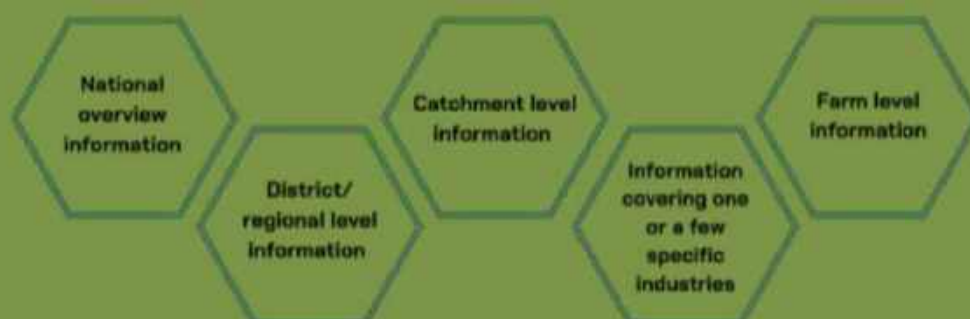 National
overview
information
District/
regional level
information
Catchment level
information
Information
covering one
or a few
specific
industries
Farm level
information